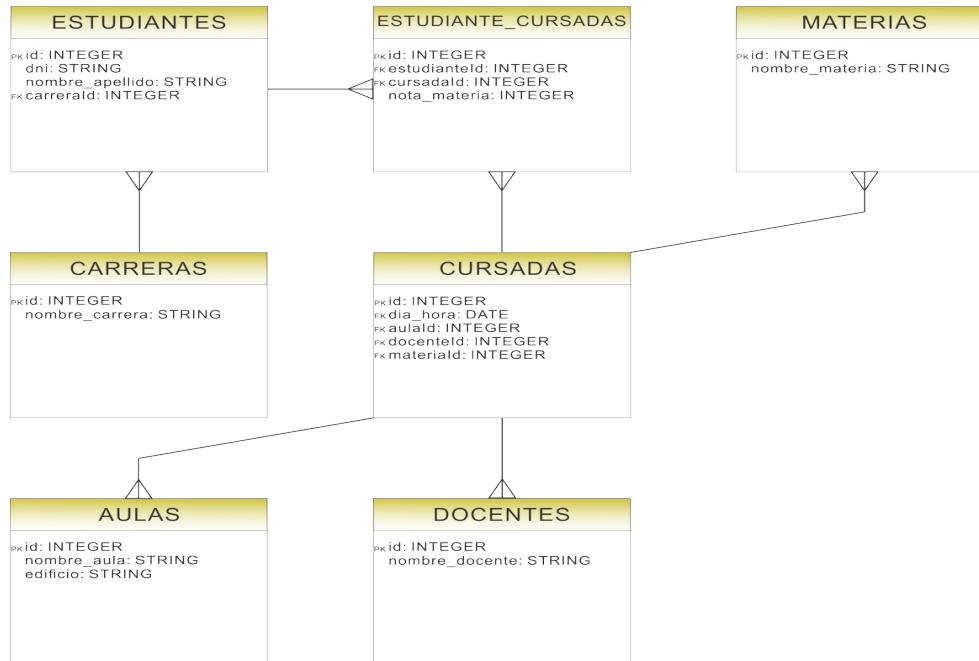 ESTUDIANTES
PK id: INTEGER
dni: STRING
nombre_apellido: STRING
FK carreraId: INTEGER
ESTUDIANTE_CURSADAS
PK id: INTEGER
FK estudianteId: INTEGER
FK cursadaId: INTEGER
nota_materia: INTEGER
MATERIAS
PK id: INTEGER
nombre_materia: STRING
CARRERAS
PK id: INTEGER
nombre_carrera: STRING
CURSADAS
PK id: INTEGER
FK dia_hora: DATE
FK aulaId: INTEGER
FK docenteId: INTEGER
FK materiaId: INTEGER
AULAS
PK id: INTEGER
nombre_aula: STRING
edificio: STRING
DOCENTES
PK id: INTEGER
nombre_docente: STRING